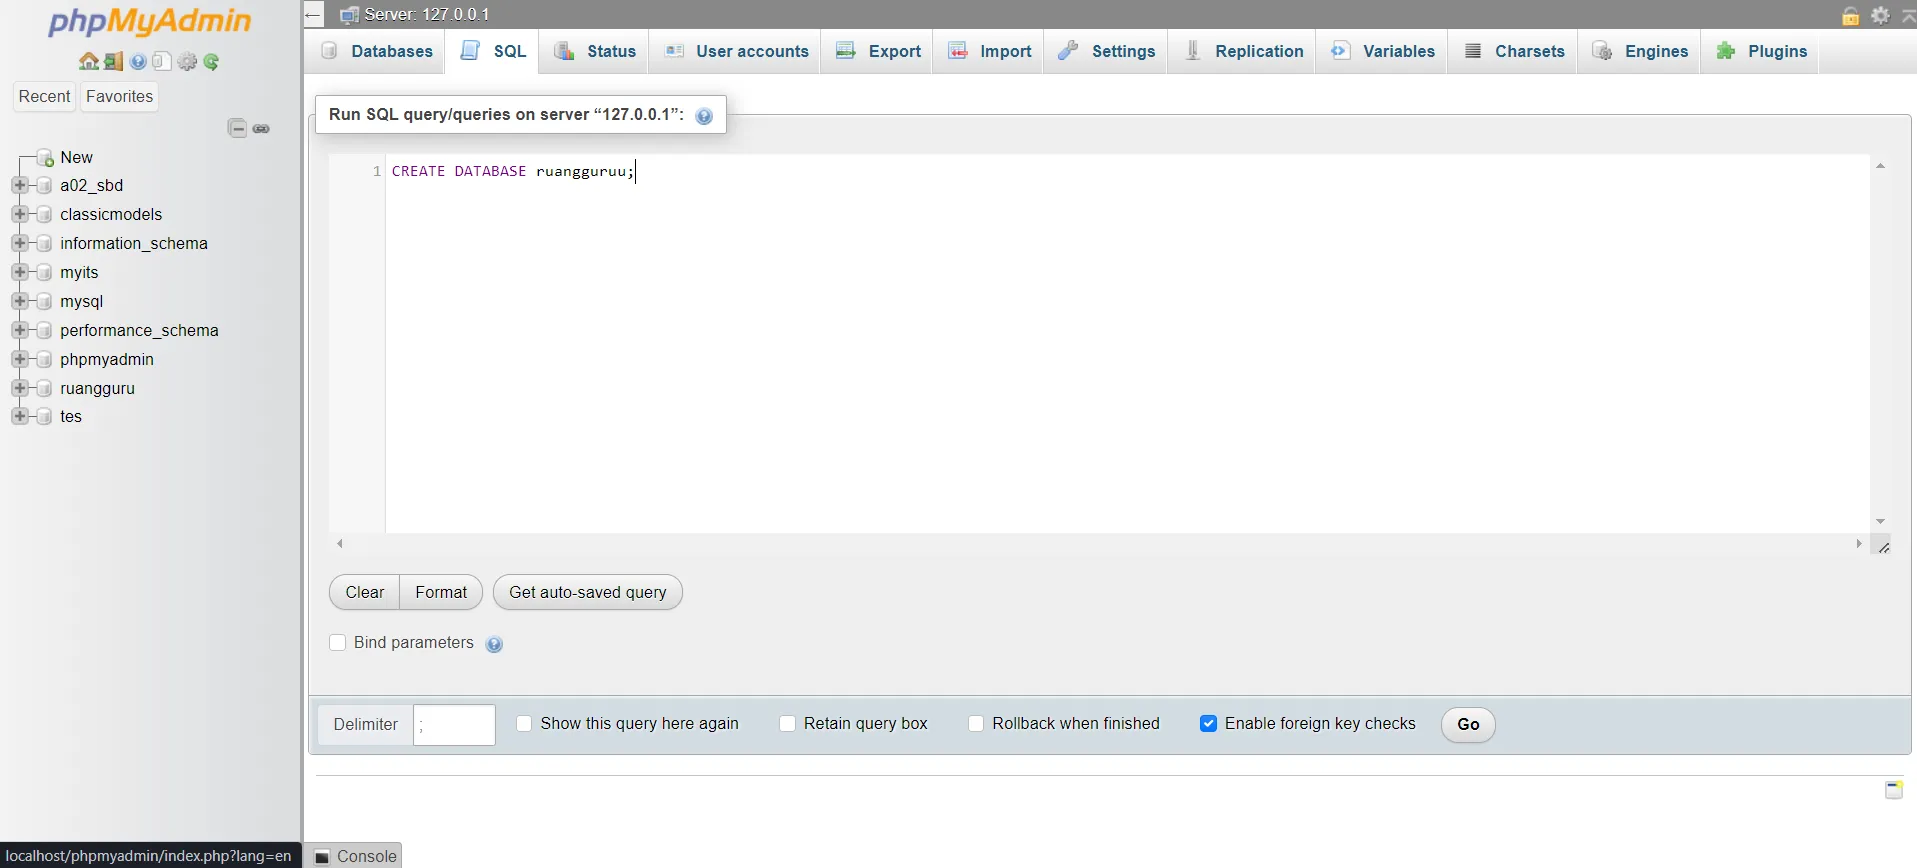 phpMyAdmin
Recent Favorites
New
a02_sbd
classicmodels
information_schema
myits
mysql
performance_schema
phpmyadmin
ruangguru
tes
localhost/phpmyadmin/index.php?lang=en
Server: 127.0.0.1
Databases SQL Status User accounts Export Import Settings Replication Variables Charsets Engines Plugins
Run SQL query/queries on server “127.0.0.1”:
1 CREATE DATABASE ruangguruu;
Clear Format Get auto-saved query
Bind parameters
Delimiter ; Show this query here again Retain query box Rollback when finished Enable foreign key checks Go
Console